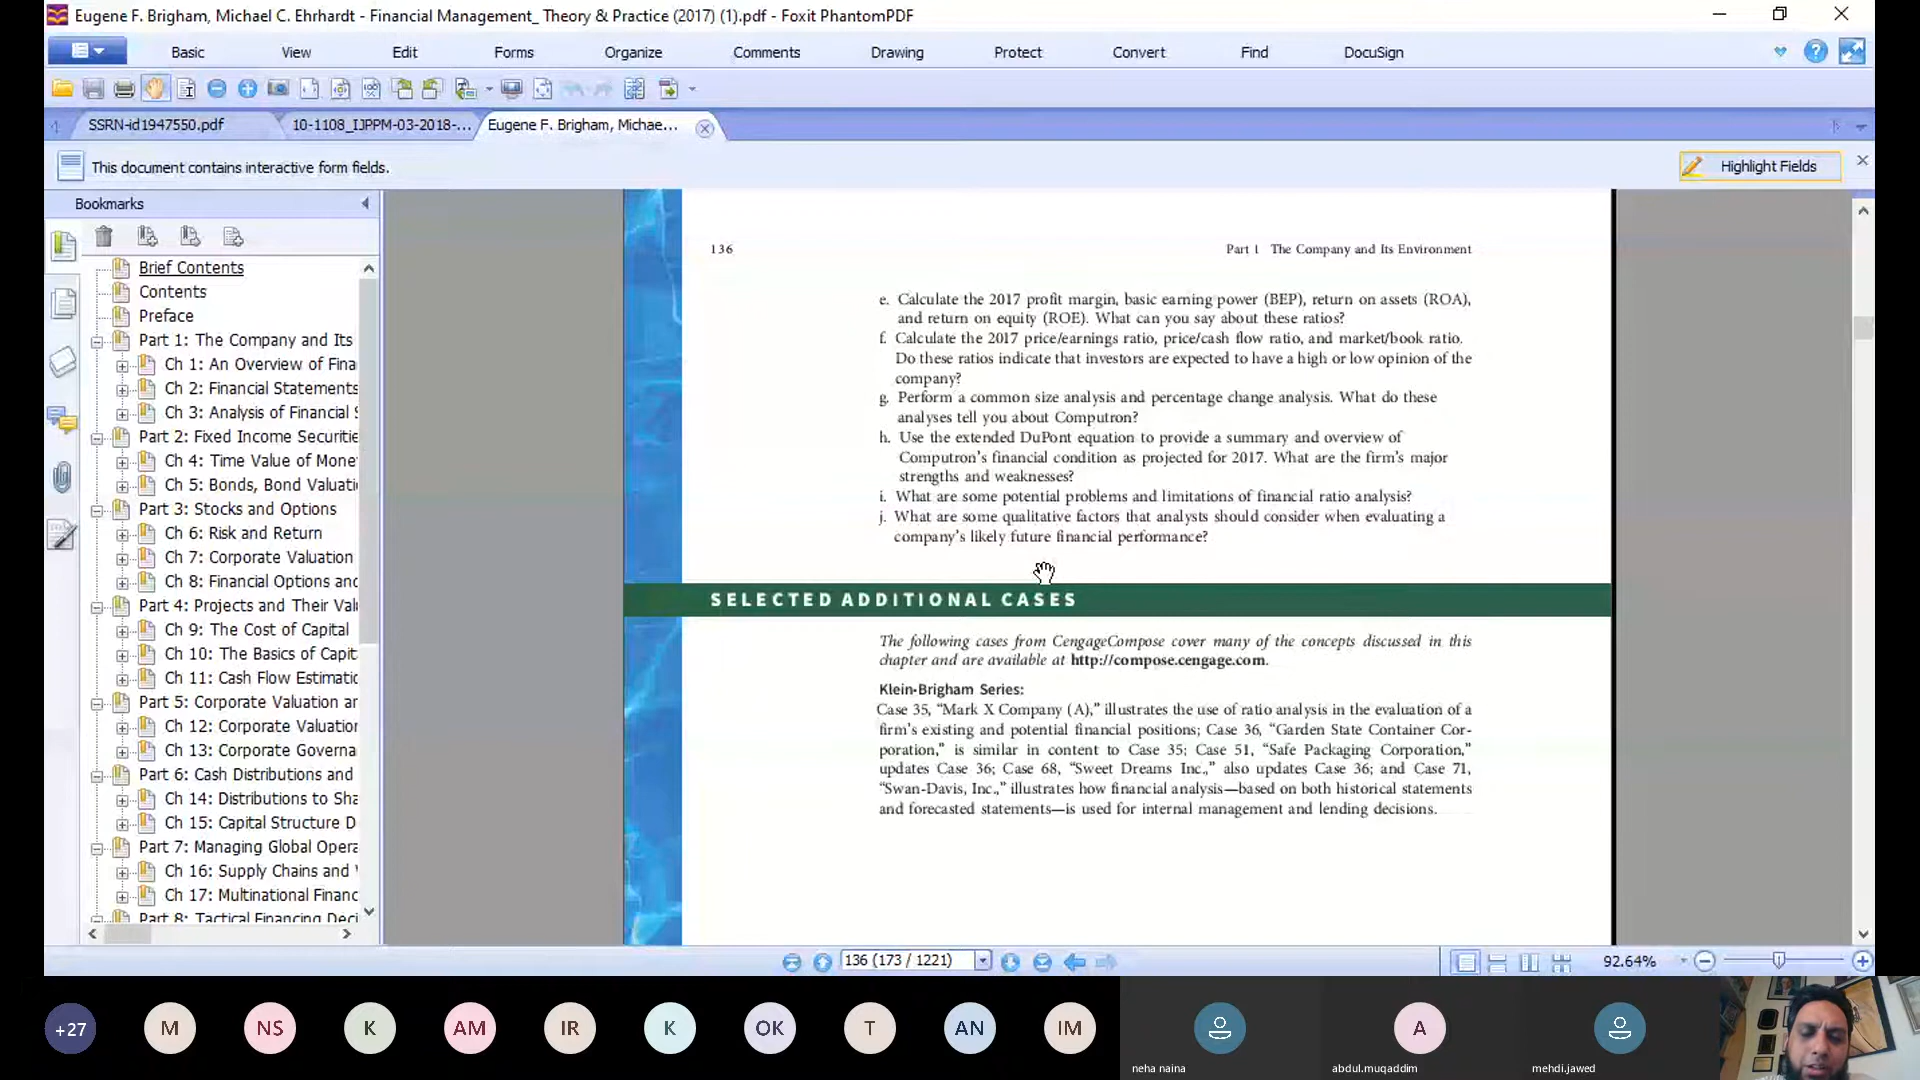 Eugene F. Brigham, Michael C. Ehrhardt - Financial Management_ Theory & Practice (2017) (1).pdf - Foxit PhantomPDF
Basic View Edit Forms Organize Comments Drawing Protect Convert Find DocuSign
SSRN-id1947550.pdf 10-1108_IJPPM-03-2018-... Eugene F. Brigham, Michae...
This document contains interactive form fields. Highlight Fields
Bookmarks
Brief Contents
Contents
Preface
Part 1: The Company and Its
Ch 1: An Overview of Fina
Ch 2: Financial Statements
Ch 3: Analysis of Financial S
Part 2: Fixed Income Securitie
Ch 4: Time Value of Mone
Ch 5: Bonds, Bond Valuati
Part 3: Stocks and Options
Ch 6: Risk and Return
Ch 7: Corporate Valuation
Ch 8: Financial Options and
Part 4: Projects and Their Val
Ch 9: The Cost of Capital
Ch 10: The Basics of Capit
Ch 11: Cash Flow Estimatio
Part 5: Corporate Valuation ar
Ch 12: Corporate Valuation
Ch 13: Corporate Governa
Part 6: Cash Distributions and
Ch 14: Distributions to Sha
Ch 15: Capital Structure D
Part 7: Managing Global Opera
Ch 16: Supply Chains and
Ch 17: Multinational Financ
Part 8: Tactical Financing Deci
136 Part 1 The Company and Its Environment
e. Calculate the 2017 profit margin, basic earning power (BEP), return on assets (ROA),
and return on equity (ROE). What can you say about these ratios?
f. Calculate the 2017 price/earnings ratio, price/cash flow ratio, and market/book ratio.
Do these ratios indicate that investors are expected to have a high or low opinion of the
company?
g. Perform a common size analysis and percentage change analysis. What do these
analyses tell you about Computron?
h. Use the extended DuPont equation to provide a summary and overview of
Computron's financial condition as projected for 2017. What are the firm's major
strengths and weaknesses?
i. What are some potential problems and limitations of financial ratio analysis?
j. What are some qualitative factors that analysts should consider when evaluating a
company's likely future financial performance?
SELECTED ADDITIONAL CASES
The following cases from CengageCompose cover many of the concepts discussed in this
chapter and are available at http://compose.cengage.com.
Klein-Brigham Series:
Case 35, “Mark X Company (A),” illustrates the use of ratio analysis in the evaluation of a
firm's existing and potential financial positions; Case 36, “Garden State Container Cor-
poration,” is similar in content to Case 35; Case 51, “Safe Packaging Corporation,”
updates Case 36; Case 68, “Sweet Dreams Inc.,” also updates Case 36; and Case 71,
“Swan-Davis, Inc.,” illustrates how financial analysis—based on both historical statements
and forecasted statements—is used for internal management and lending decisions.
136 (173 / 1221) 92.64%
+27 M NS K AM IR K OK T AN IM A
neha naina abdul.muqaddim mehdi.jawed